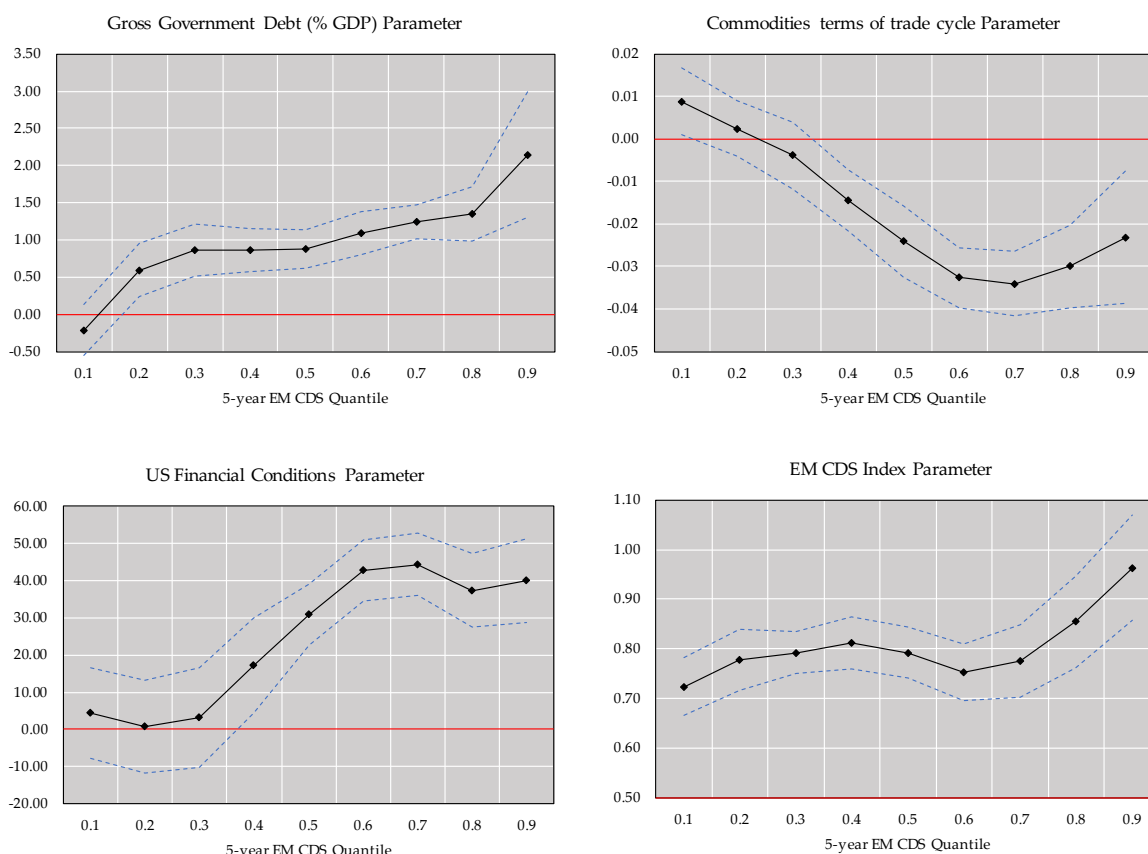 Gross Government Debt (% GDP) Parameter
3.50
3.00
2.50
2.00
1.50
1.00
0.50
0.00
-0.50
0.1 0.2 0.3 0.4 0.5 0.6 0.7 0.8 0.9
5-year EM CDS Quantile
Commodities terms of trade cycle Parameter
0.02
0.01
0.00
-0.01
-0.02
-0.03
-0.04
-0.05
0.1 0.2 0.3 0.4 0.5 0.6 0.7 0.8 0.9
5-year EM CDS Quantile
US Financial Conditions Parameter
60.00
50.00
40.00
30.00
20.00
10.00
0.00
-10.00
-20.00
0.1 0.2 0.3 0.4 0.5 0.6 0.7 0.8 0.9
5-year EM CDS Quantile
EM CDS Index Parameter
1.10
1.00
0.90
0.80
0.70
0.60
0.50
0.1 0.2 0.3 0.4 0.5 0.6 0.7 0.8 0.9
5-year EM CDS Quantile